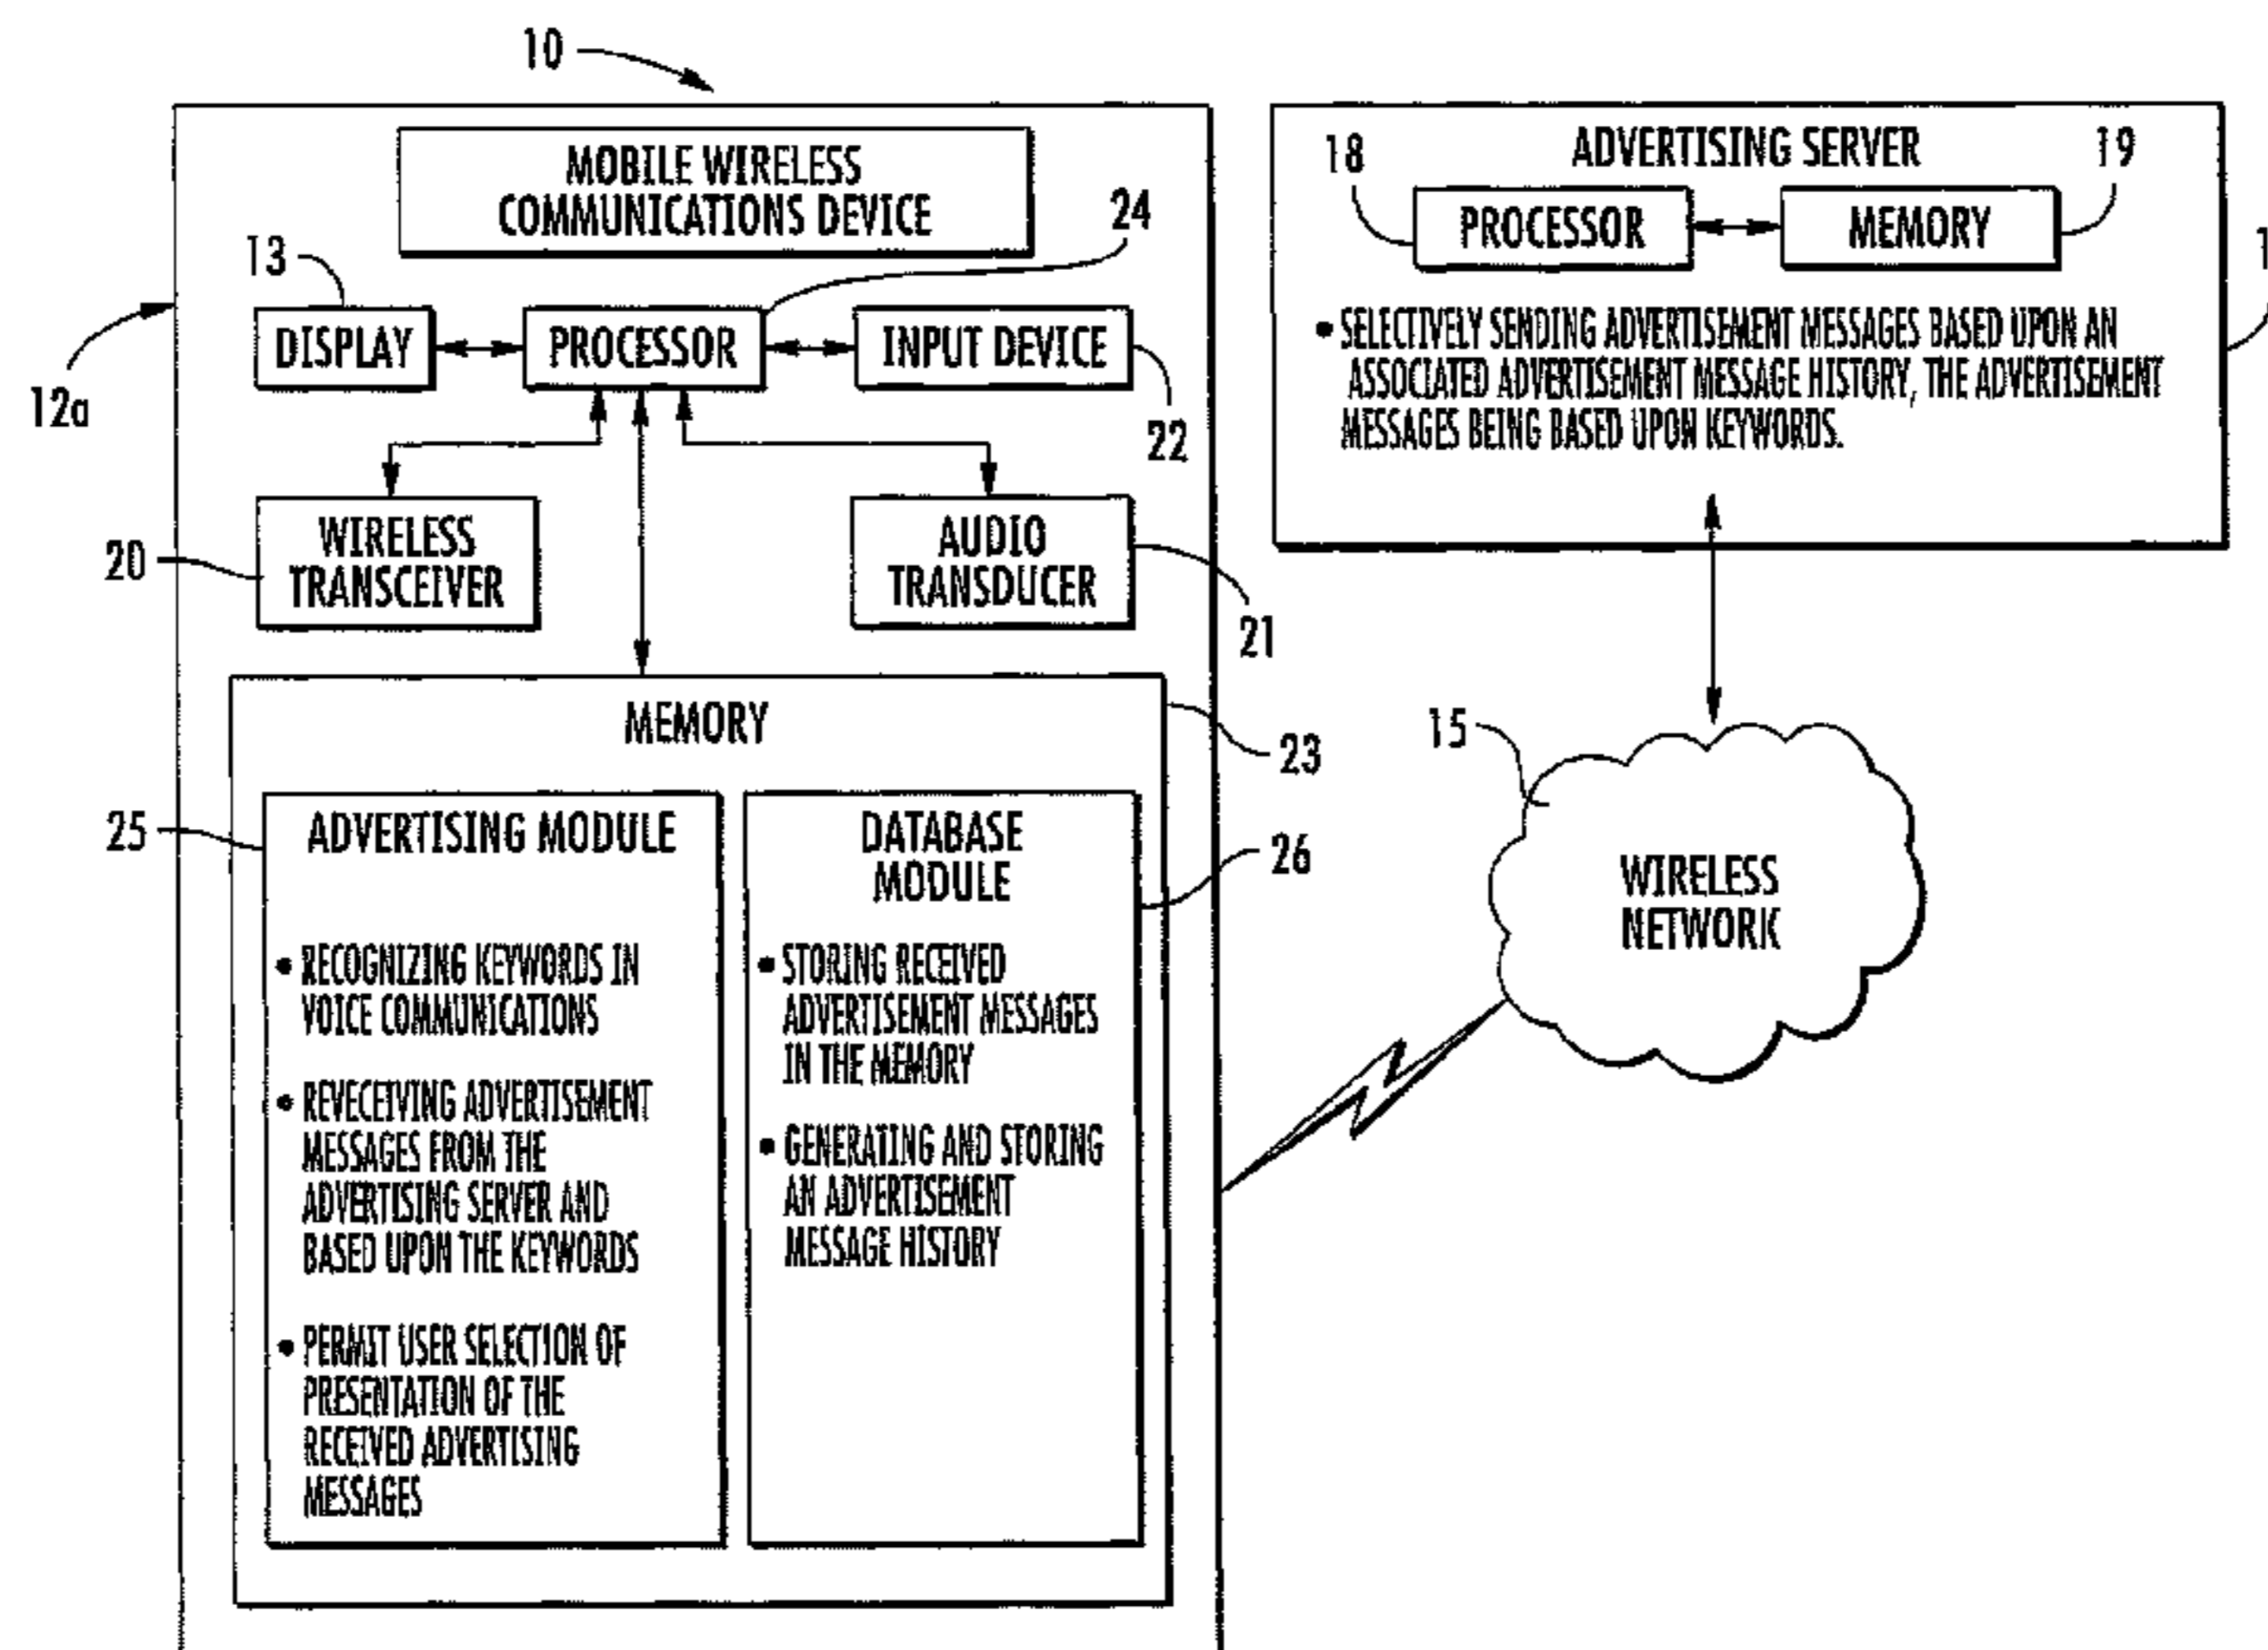 10
MOBILE WIRELESS
COMMUNICATIONS DEVICE
24
13
DISPLAY
PROCESSOR
INPUT DEVICE
12a
22
WIRELESS
TRANSCEIVER
20
AUDIO
TRANSDUCER
21
MEMORY
23
25
ADVERTISING MODULE
• RECOGNIZING KEYWORDS IN
VOICE COMMUNICATIONS
• REVECEIVING ADVERTISEMENT
MESSAGES FROM THE
ADVERTISING SERVER AND
BASED UPON THE KEYWORDS
• PERMIT USER SELECTION OF
PRESENTATION OF THE
RECEIVED ADVERTISING
MESSAGES
DATABASE
MODULE
26
• STORING RECEIVED
ADVERTISEMENT MESSAGES
IN THE MEMORY
• GENERATING AND STORING
AN ADVERTISEMENT
MESSAGE HISTORY
ADVERTISING SERVER
18
19
PROCESSOR
MEMORY
• SELECTIVELY SENDING ADVERTISEMENT MESSAGES BASED UPON AN
ASSOCIATED ADVERTISEMENT MESSAGE HISTORY, THE ADVERTISEMENT
MESSAGES BEING BASED UPON KEYWORDS.
15
WIRELESS
NETWORK